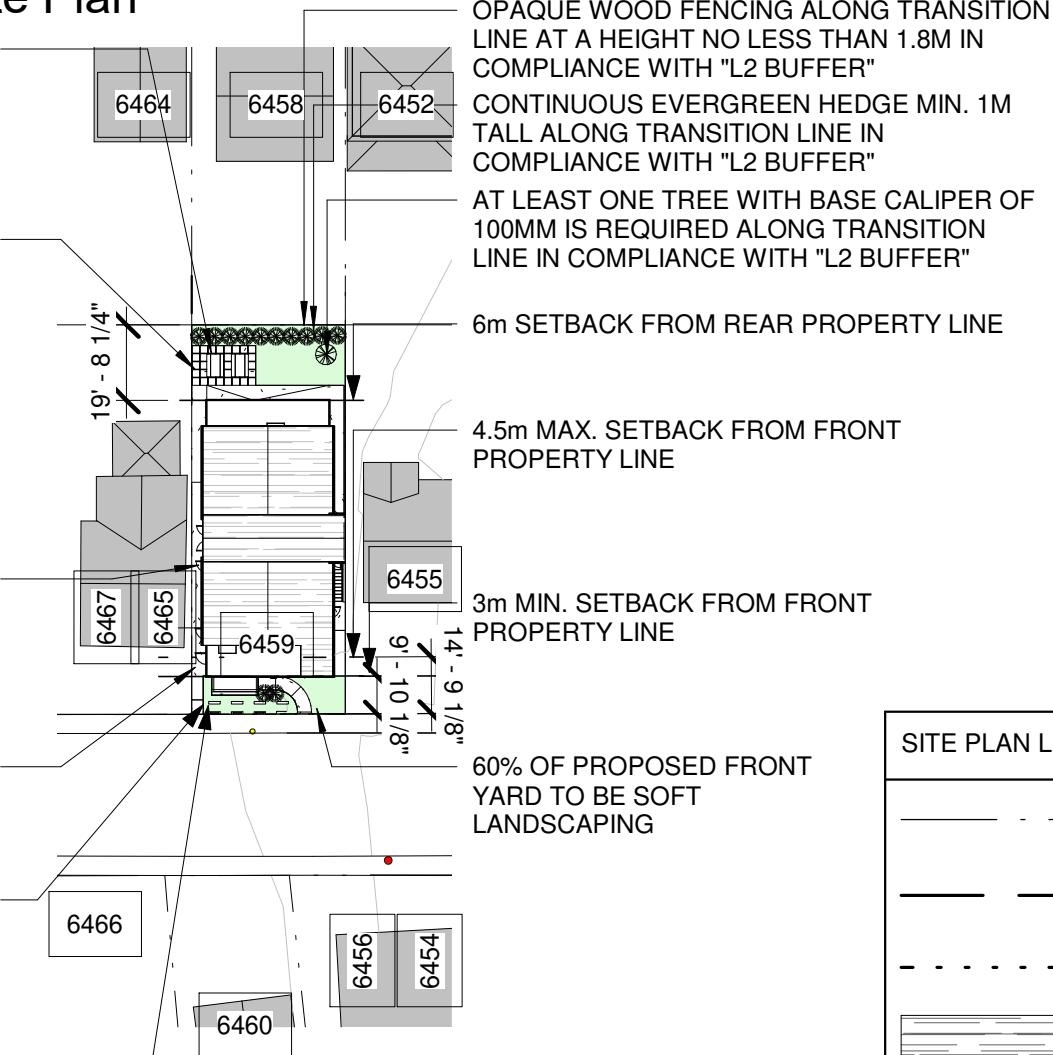 Plan
OPAQUE WOOD FENCING ALONG TRANSITION
LINE AT A HEIGHT NO LESS THAN 1.8M IN
COMPLIANCE WITH "L2 BUFFER"
6464
6458
6452
CONTINUOUS EVERGREEN HEDGE MIN. 1M
TALL ALONG TRANSITION LINE IN
COMPLIANCE WITH "L2 BUFFER"
AT LEAST ONE TREE WITH BASE CALIPER OF
100MM IS REQUIRED ALONG TRANSITION
LINE IN COMPLIANCE WITH "L2 BUFFER"
6m SETBACK FROM REAR PROPERTY LINE
19' - 8 1/4"
4.5m MAX. SETBACK FROM FRONT
PROPERTY LINE
6455
6467
6465
6459
3m MIN. SETBACK FROM FRONT
PROPERTY LINE
9' - 10 1/8"
14' - 9 1/8"
60% OF PROPOSED FRONT
YARD TO BE SOFT
LANDSCAPING
SITE PLAN L
6466
6456
6454
6460